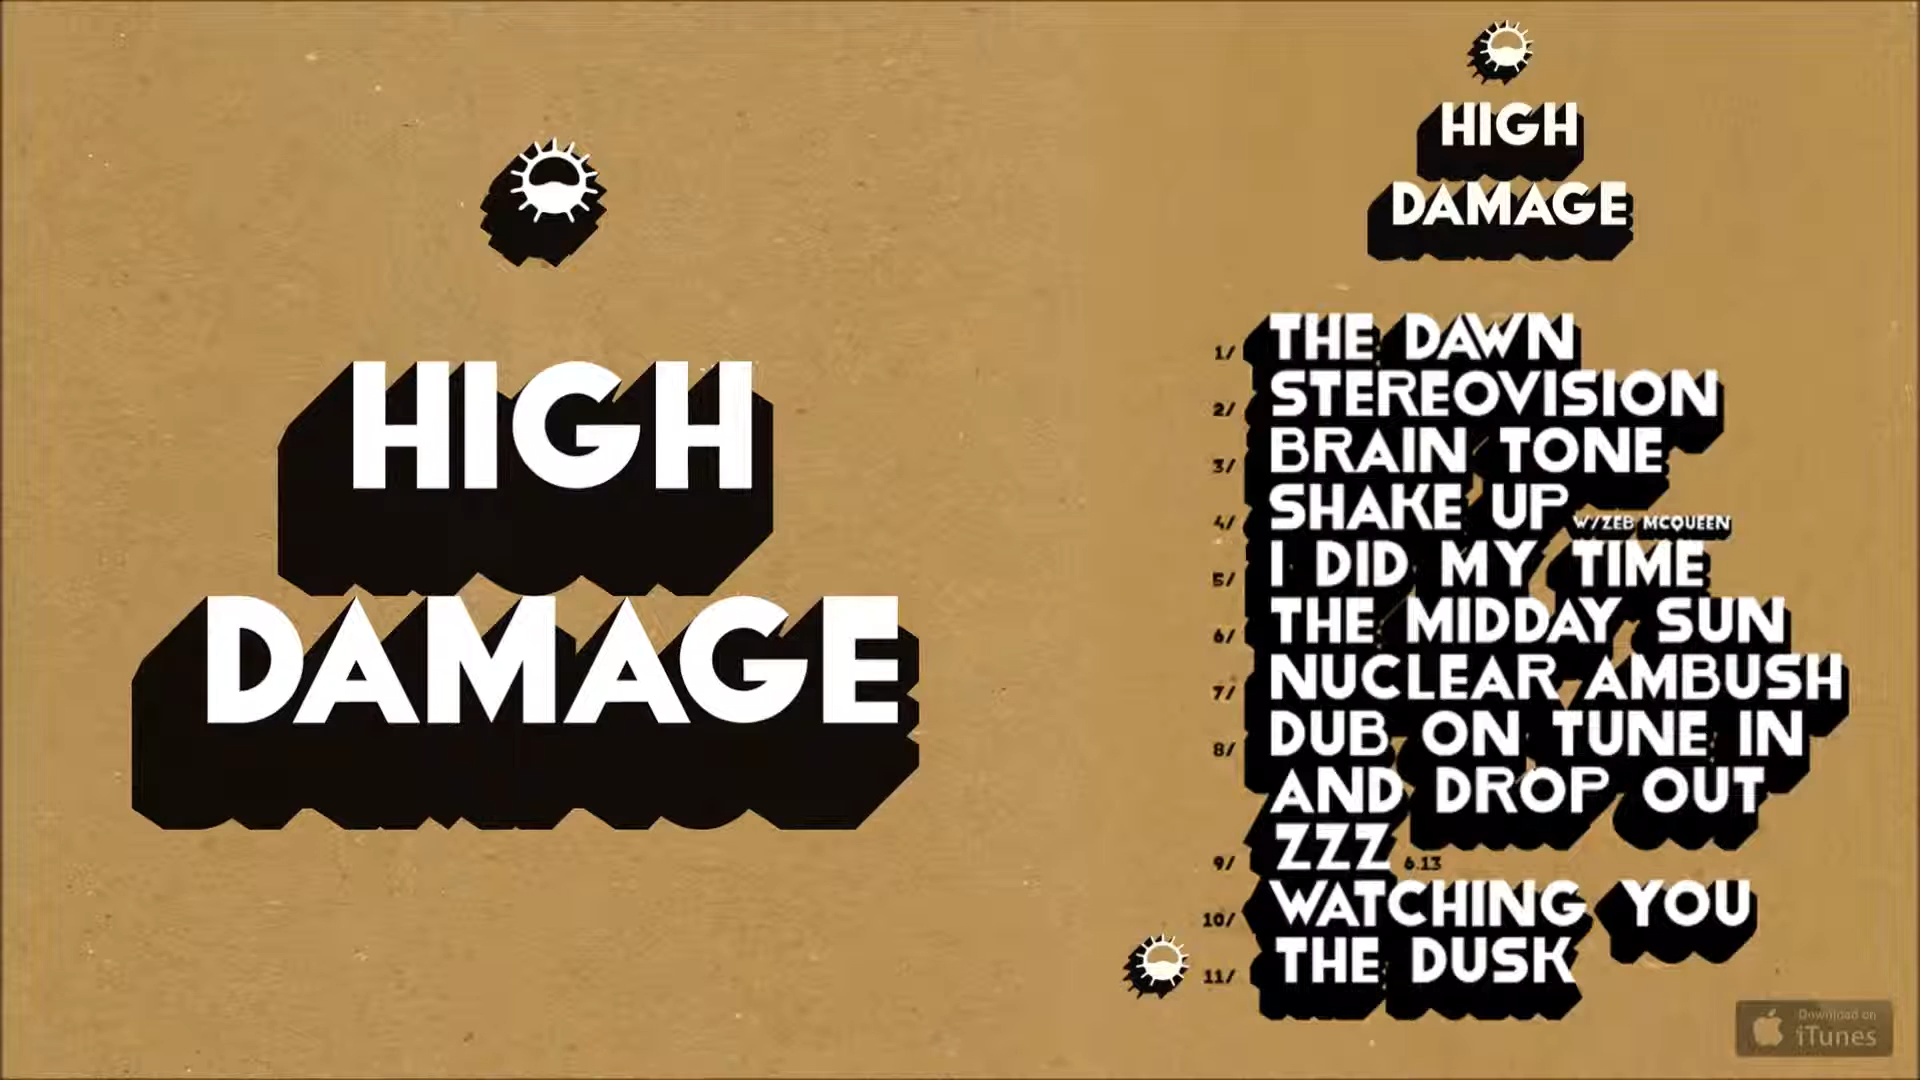 HIGH
DAMAGE
HIGH
DAMAGE
1/ THE DAWN
2/ STEREOVISION
3/ BRAIN TONE
4/ SHAKE UP W/ZEB MCQUEEN
5/ I DID MY TIME
6/ THE MIDDAY SUN
7/ NUCLEAR AMBUSH
8/ DUB ON TUNE IN
AND DROP OUT
9/ ZZZ 6.13
10/ WATCHING YOU
11/ THE DUSK
Download on
iTunes